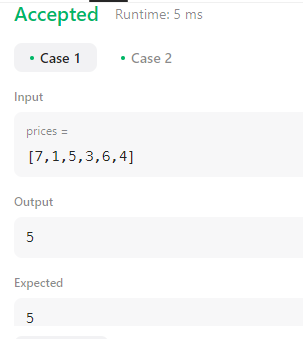 Accepted Runtime: 5 ms
• Case 1 • Case 2
Input
prices =
[7,1,5,3,6,4]
Output
5
Expected
5